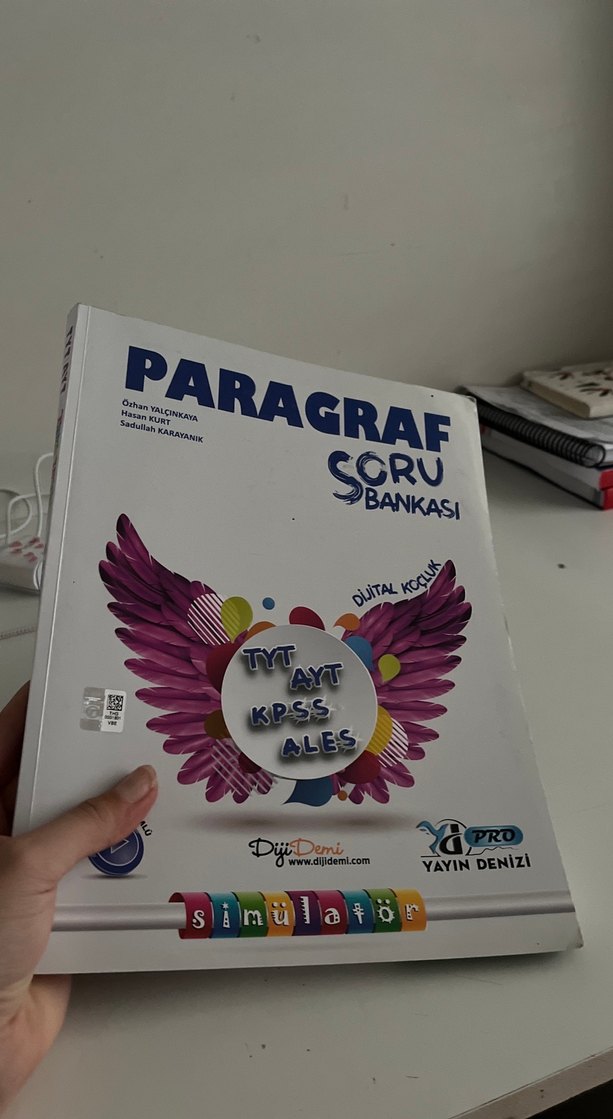 PARAGRAF
Özhan YALÇINKAYA
Hasan KURT
Sadullah KARAYANIK
SORU
BANKASI
DİJİTAL KOÇLUK
TYT
AYT
KPSS
ALES
DijiDemi
www.dijidemi.com
PRO
YAYIN DENİZİ
simülatör